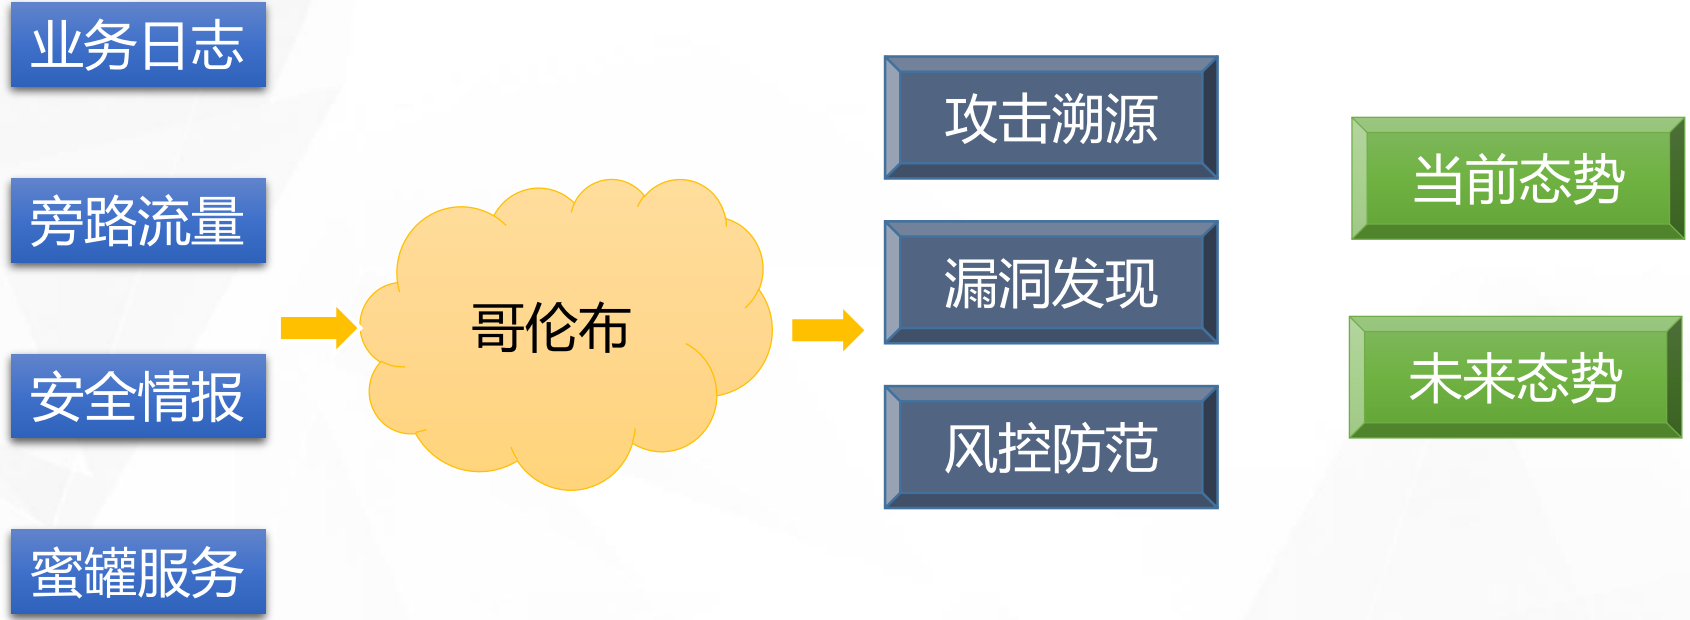 业务日志
旁路流量
安全情报
蜜罐服务
哥伦布
攻击溯源
漏洞发现
风控防范
当前态势
未来态势